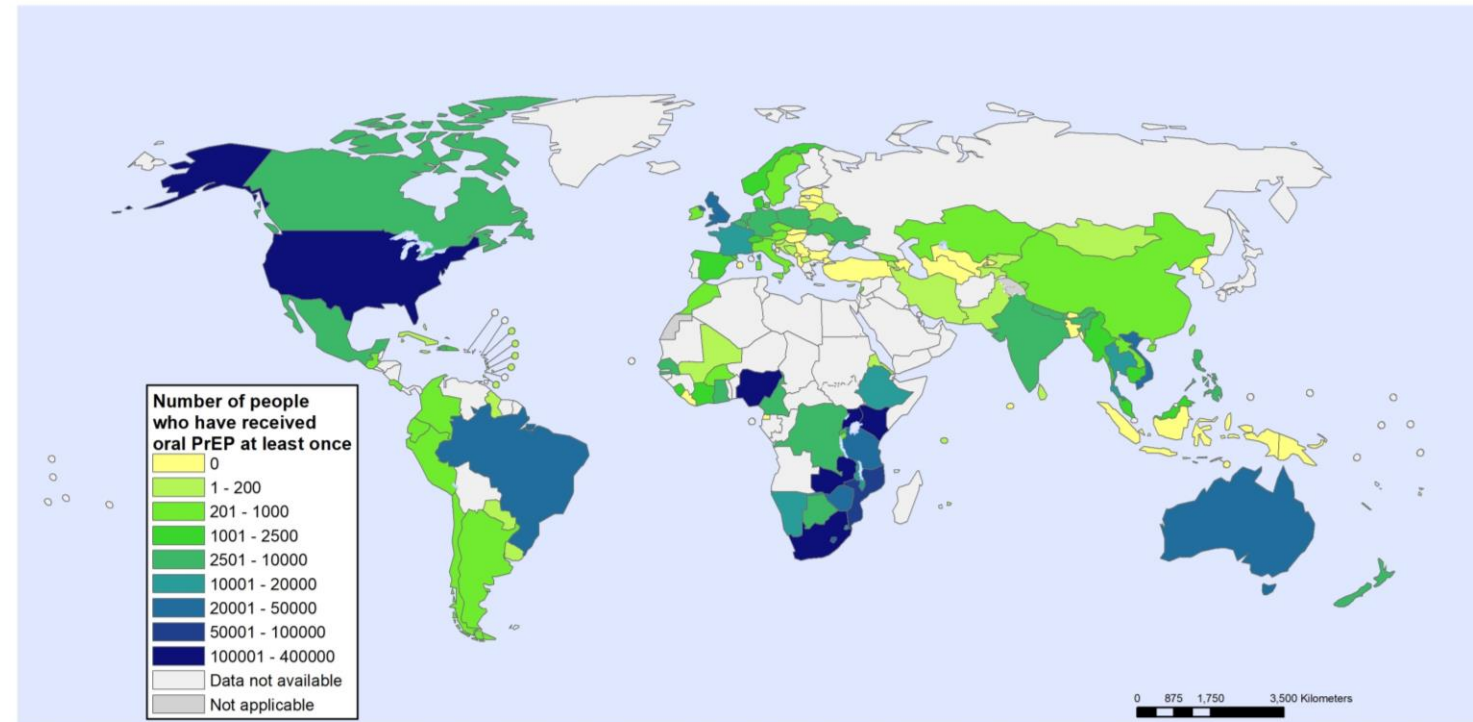 Number of people
who have received
oral PrEP at least once
0
1 - 200
201 - 1000
1001 - 2500
2501 - 10000
10001 - 20000
20001 - 50000
50001 - 100000
100001 - 400000
Data not available
Not applicable
0 875 1,750 3,500 Kilometers